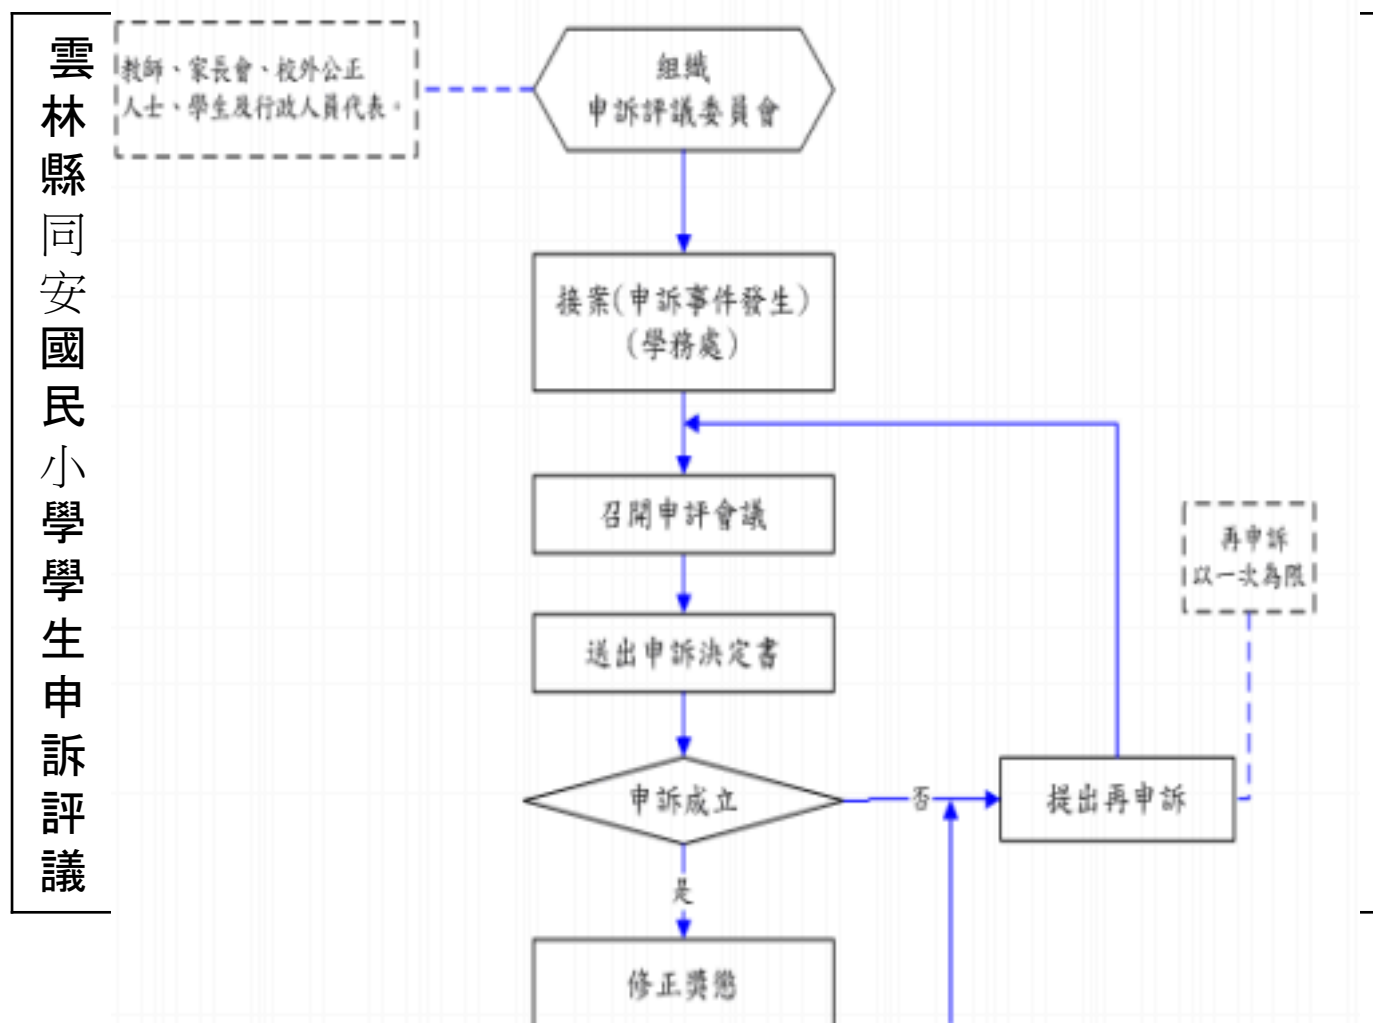 雲林縣同安國民小學學生申訴評議
教師、家長會、校外公正
人士、學生及行政人員代表。
組織
申訴評議委員會
接案(申訴事件發生)
(學務處)
召開申評會議
再申訴
以一次為限
送出申訴決定書
申訴成立
否
提出再申訴
是
修正獎懲